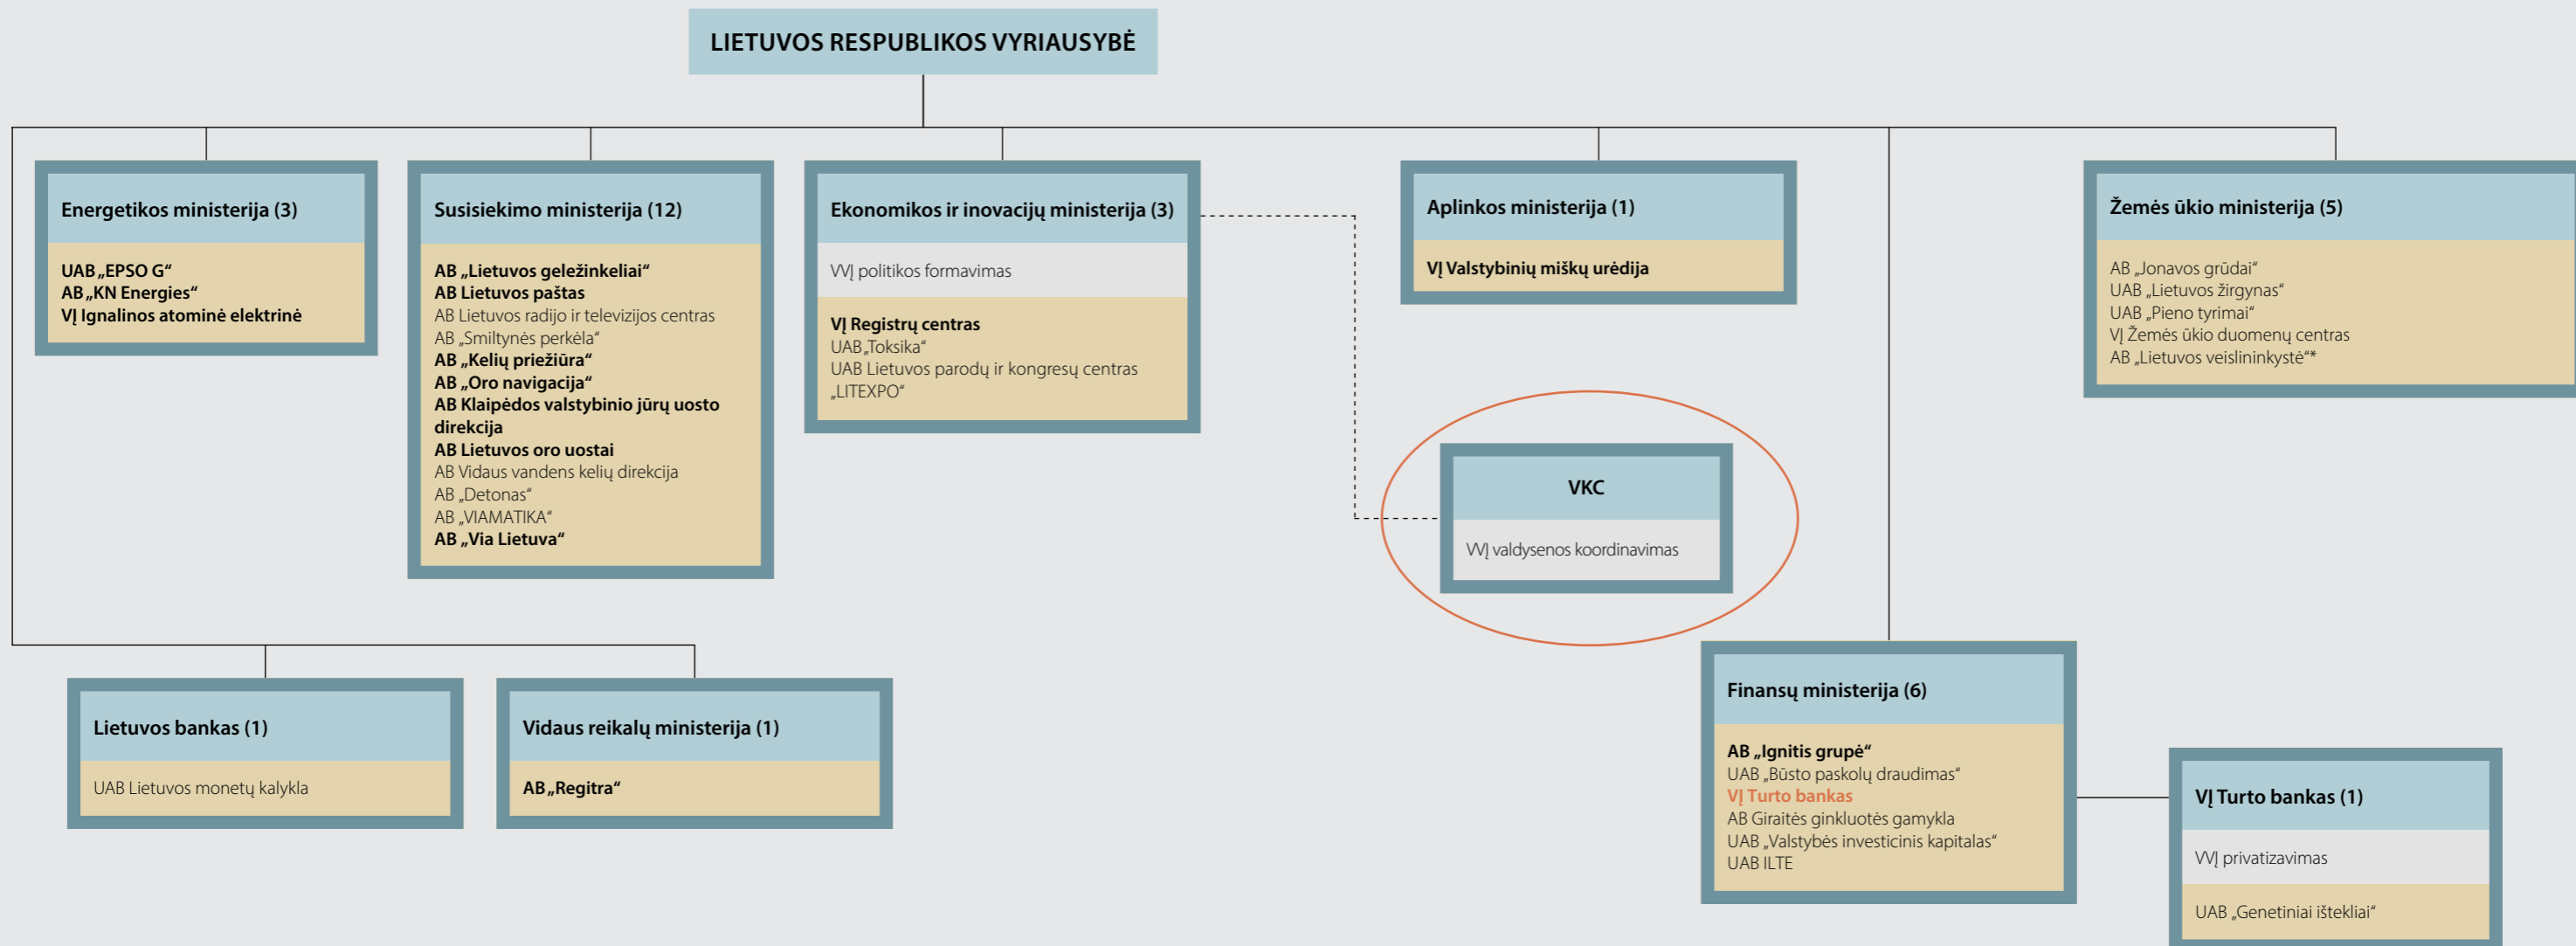 LIETUVOS RESPUBLIKOS VYRIAUSYBĖ
Energetikos ministerija (3)
UAB „EPSO G“
AB „KN Energies“
VĮ Ignalinos atominė elektrinė
Susisiekimo ministerija (12)
AB „Lietuvos geležinkeliai“
AB Lietuvos paštas
AB Lietuvos radijo ir televizijos centras
AB „Smiltynės perkėla“
AB „Kelių priežiūra“
AB „Oro navigacija“
AB Klaipėdos valstybinio jūrų uosto
direkcija
AB Lietuvos oro uostai
AB Vidaus vandens kelių direkcija
AB „Detonas“
AB „VIAMATIKA“
AB „Via Lietuva“
Ekonomikos ir inovacijų ministerija (3)
VVĮ politikos formavimas
VĮ Registrų centras
UAB „Toksika“
UAB Lietuvos parodų ir kongresų centras
„LITEXPO“
Aplinkos ministerija (1)
VĮ Valstybinių miškų urėdija
Žemės ūkio ministerija (5)
AB „Jonavos grūdai“
UAB „Lietuvos žirgynas“
UAB „Pieno tyrimai“
VĮ Žemės ūkio duomenų centras
AB „Lietuvos veislininkystė“*
VKC
VVĮ valdysenos koordinavimas
Lietuvos bankas (1)
UAB Lietuvos monetų kalykla
Vidaus reikalų ministerija (1)
AB „Regitra“
Finansų ministerija (6)
AB „Ignitis grupė“
UAB „Būsto paskolų draudimas“
VĮ Turto bankas
AB Giraitės ginkluotės gamykla
UAB „Valstybės investicinis kapitalas“
UAB ILTE
VĮ Turto bankas (1)
VVĮ privatizavimas
UAB „Genetiniai ištekliai“